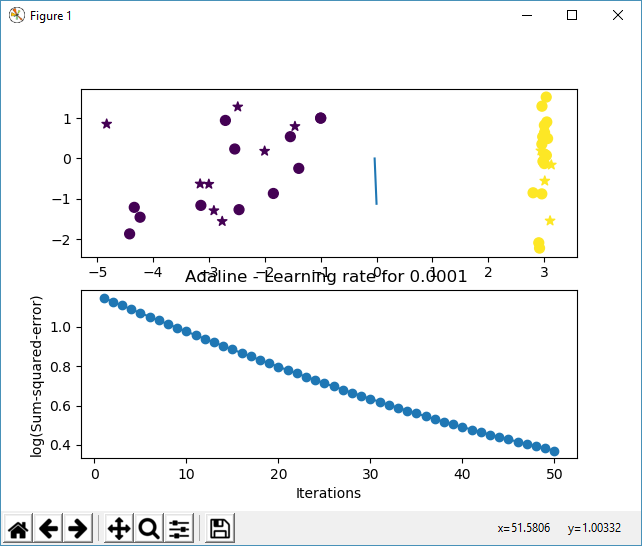 Figure 1
1
0
−1
−2
−5 −4 −3 −2 −1 0 1 2 3
Adaline - Learning rate for 0.0001
log(Sum-squared-error)
1.0
0.8
0.6
0.4
0 10 20 30 40 50
Iterations
x=51.5806 y=1.00332